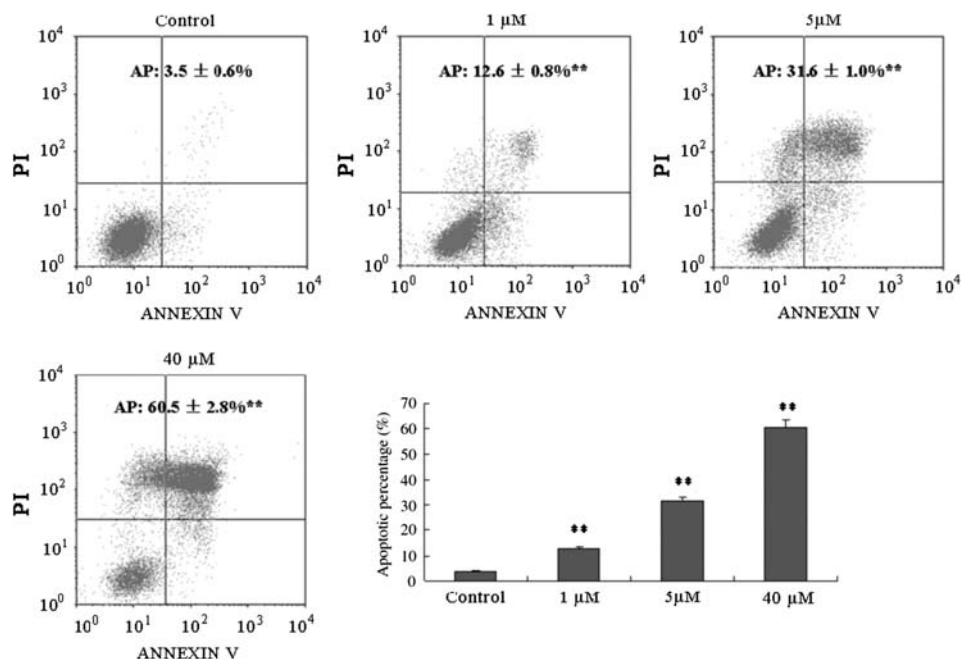 Control
10⁴
10³
10²
10¹
10⁰
PI
AP: 3.5 ± 0.6%
10⁰ 10¹ 10² 10³ 10⁴
ANNEXIN V
1 µM
10⁴
10³
10²
10¹
10⁰
PI
AP: 12.6 ± 0.8%**
10⁰ 10¹ 10² 10³ 10⁴
ANNEXIN V
5µM
10⁴
10³
10²
10¹
10⁰
PI
AP: 31.6 ± 1.0%**
10⁰ 10¹ 10² 10³ 10⁴
ANNEXIN V
40 µM
10⁴
10³
10²
10¹
10⁰
PI
AP: 60.5 ± 2.8%**
10⁰ 10¹ 10² 10³ 10⁴
ANNEXIN V
Apoptotic percentage (%)
70
60
50
40
30
20
10
0
**
**
**
Control 1 µM 5µM 40 µM